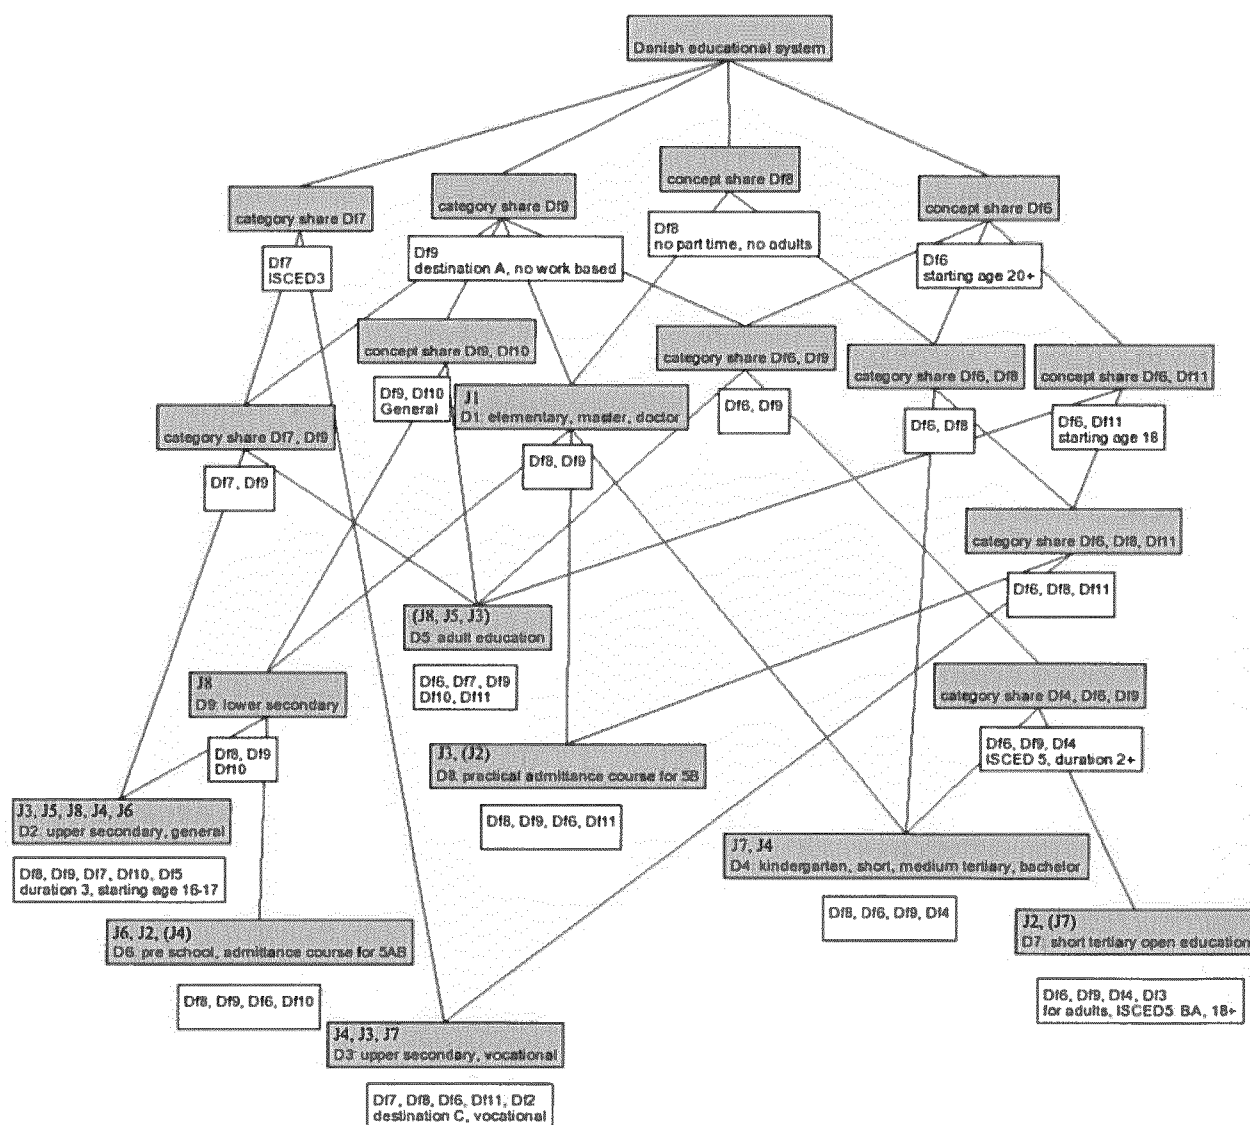 Danish educational system
category share Df7
category share Df9
concept share Df8
concept share Df6
Df7
ISCED3
Df9
destination A, no work based
Df8
no part time, no adults
Df6
starting age 20+
concept share Df9, Df10
category share Df6, Df9
category share Df6, Df8
concept share Df6, Df11
Df9, Df10
General
J1
D1: elementary, master, doctor
Df6, Df9
Df6, Df8
Df6, Df11
starting age 18
category share Df7, Df9
Df7, Df9
Df8, Df9
category share Df6, Df8, Df11
Df6, Df8, Df11
(J8, J5, J3)
D5: adult education
Df6, Df7, Df9
Df10, Df11
J8
D9: lower secondary
Df8, Df9
Df10
category share Df4, Df6, Df9
Df6, Df9, Df4
ISCED 5, duration 2+
J3, (J2)
D8: practical admittance course for 5B
Df8, Df9, Df6, Df11
J3, J5, J8, J4, J6
D2: upper secondary, general
Df8, Df9, Df7, Df10, Df5
duration 3, starting age 16-17
J7, J4
D4: kindergarten, short, medium tertiary, bachelor
Df8, Df6, Df9, Df4
J6, J2, (J4)
D6: pre school, admittance course for 5AB
Df8, Df9, Df6, Df10
J2, (J7)
D7: short tertiary open education
Df6, Df9, Df4, Df3
for adults, ISCED5: BA, 18+
J4, J3, J7
D3: upper secondary, vocational
Df7, Df8, Df6, Df11, Df2
destination C, vocational